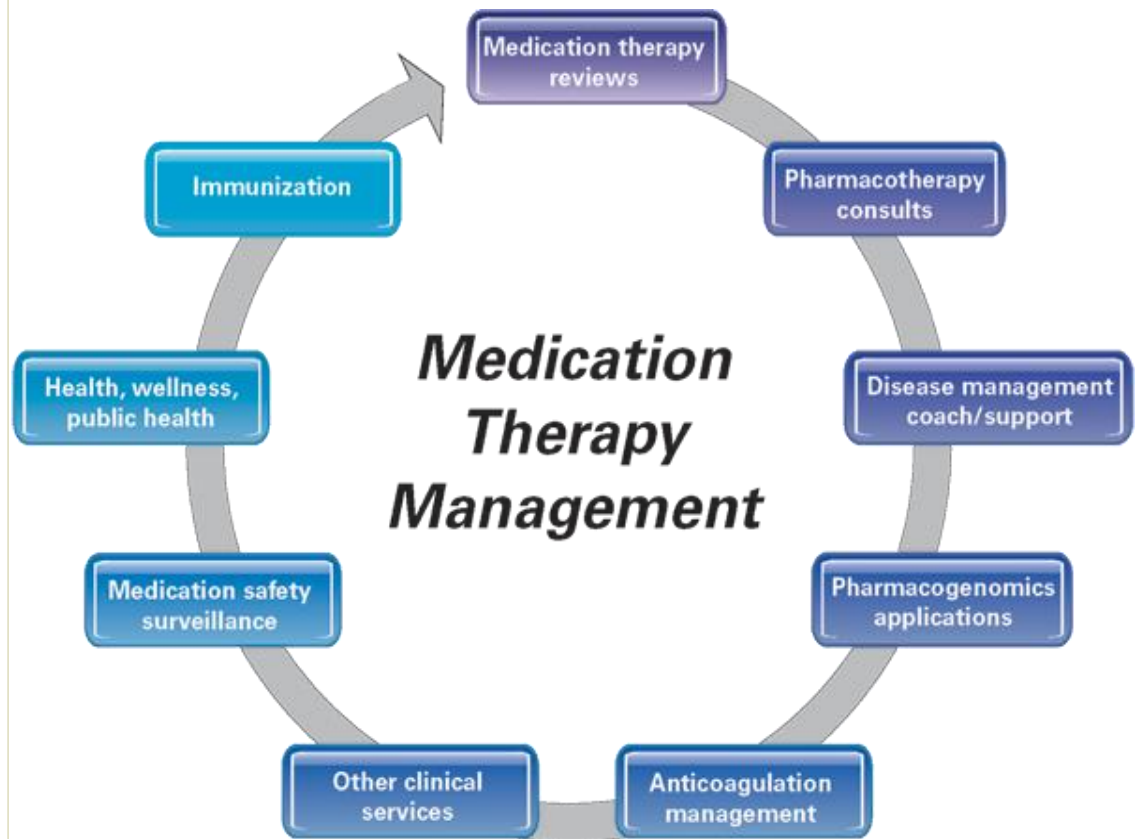 Medication therapy
reviews
Pharmacotherapy
consults
Disease management
coach/support
Pharmacogenomics
applications
Anticoagulation
management
Other clinical
services
Medication safety
surveillance
Health, wellness,
public health
Immunization
Medication
Therapy
Management